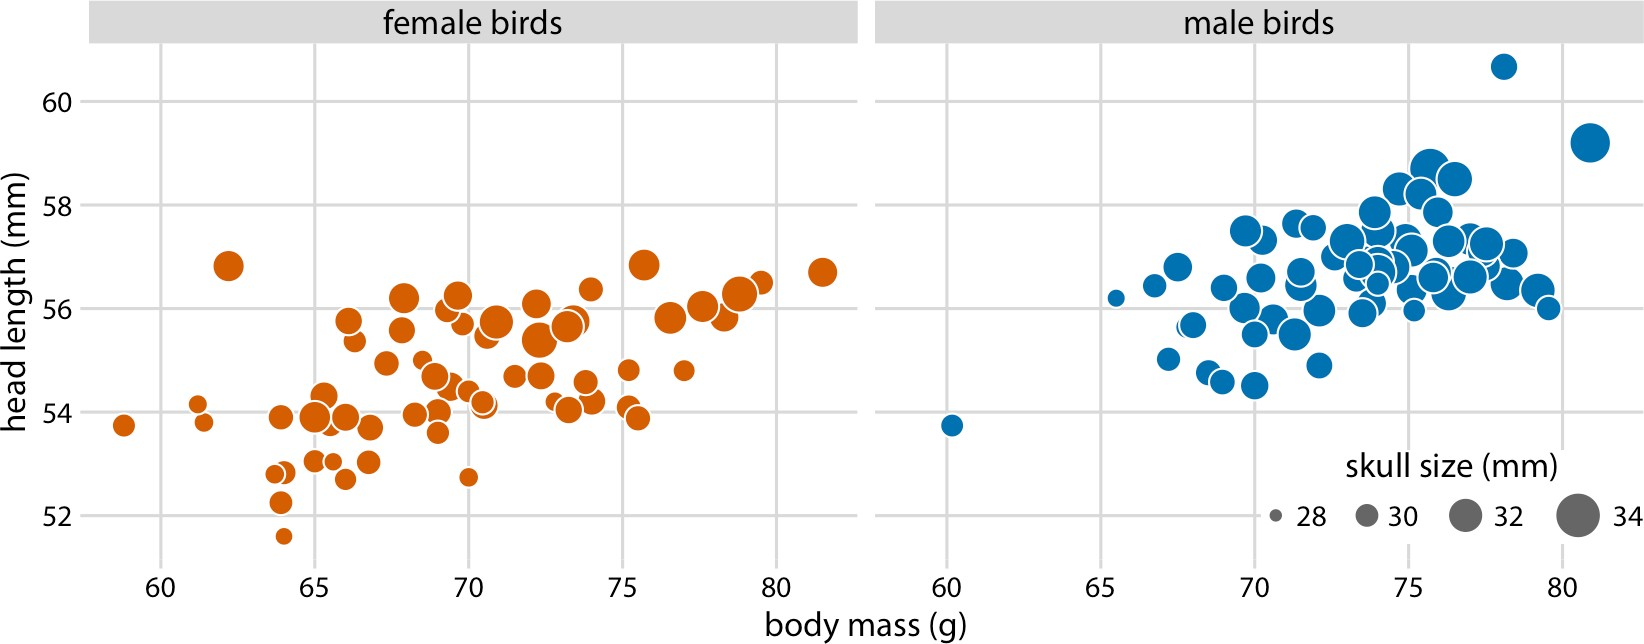 female birds
male birds
head length (mm)
60
58
56
54
52
skull size (mm)
28 30 32 34
60 65 70 75 80
60 65 70 75 80
body mass (g)